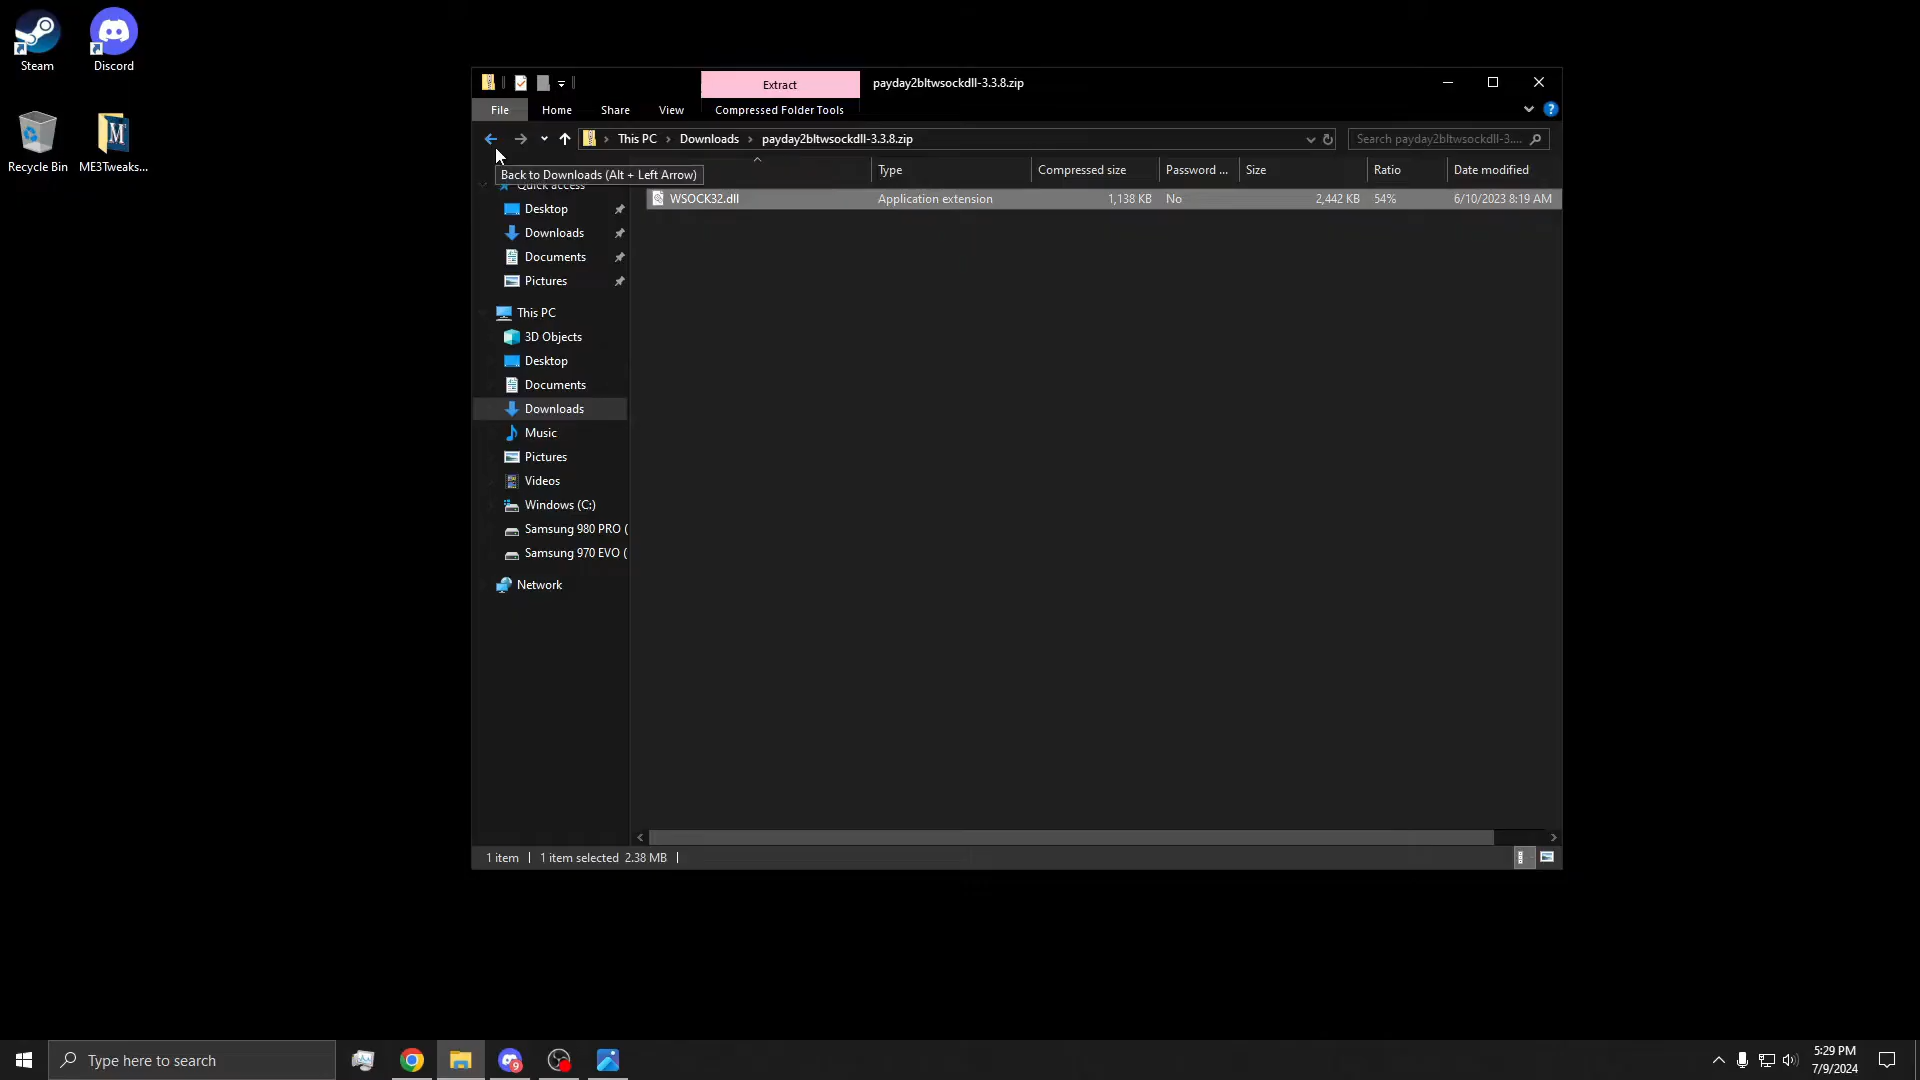 Steam
Discord
Recycle Bin
ME3Tweaks...
Extract
payday2bltwsockdll-3.3.8.zip
File
Home
Share
View
Compressed Folder Tools
This PC
Downloads
payday2bltwsockdll-3.3.8.zip
Search payday2bltwsockdll-3....
Back to Downloads (Alt + Left Arrow)
Type
Compressed size
Password ...
Size
Ratio
Date modified
WSOCK32.dll
Application extension
1,138 KB
No
2,442 KB
54%
6/10/2023 8:19 AM
Quick access
Desktop
Downloads
Documents
Pictures
This PC
3D Objects
Desktop
Documents
Downloads
Music
Pictures
Videos
Windows (C:)
Samsung 980 PRO (
Samsung 970 EVO (
Network
1 item
1 item selected 2.38 MB
Type here to search
9
5:29 PM
7/9/2024